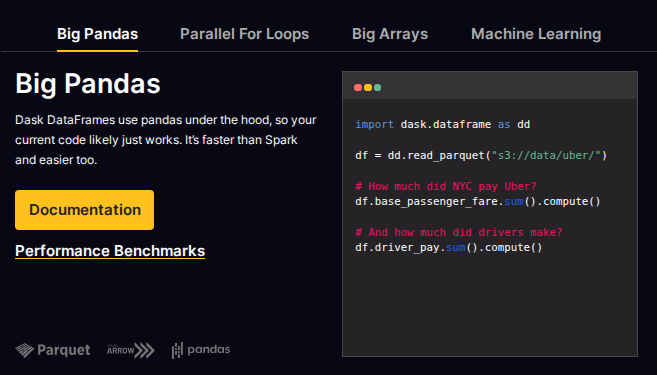 Big Pandas
Parallel For Loops
Big Arrays
Machine Learning
Big Pandas
Dask DataFrames use pandas under the hood, so your
current code likely just works. It's faster than Spark
and easier too.
Documentation
Performance Benchmarks
Parquet
ARROW
pandas
import dask.dataframe as dd
df = dd.read_parquet("s3://data/uber/")
# How much did NYC pay Uber?
df.base_passenger_fare.sum().compute()
# And how much did drivers make?
df.driver_pay.sum().compute()